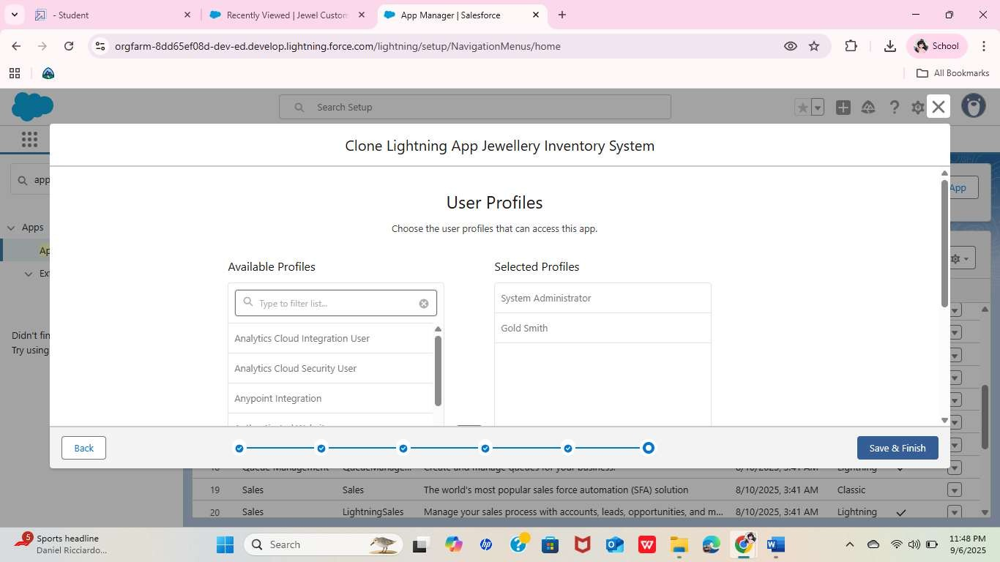 - Student
Recently Viewed | Jewel Custom
App Manager | Salesforce
orgfarm-8dd65ef08d-dev-ed.develop.lightning.force.com/lightning/setup/NavigationMenus/home
School
All Bookmarks
Search Setup
Clone Lightning App Jewellery Inventory System
app
App
User Profiles
Choose the user profiles that can access this app.
Apps
Ap
Ex
Available Profiles
Selected Profiles
Type to filter list...
System Administrator
Gold Smith
Analytics Cloud Integration User
Analytics Cloud Security User
Anypoint Integration
Didn't fin
Try using
Back
Save & Finish
18 Queue Management QueueManage... Create and manage queues for your business. 8/10/2025, 3:41 AM Lightning
19 Sales Sales The world's most popular sales force automation (SFA) solution 8/10/2025, 3:41 AM Classic
20 Sales LightningSales Manage your sales process with accounts, leads, opportunities, and m... 8/10/2025, 3:41 AM Lightning
5
Sports headline
Daniel Ricciardo...
Search
11:48 PM
9/6/2025